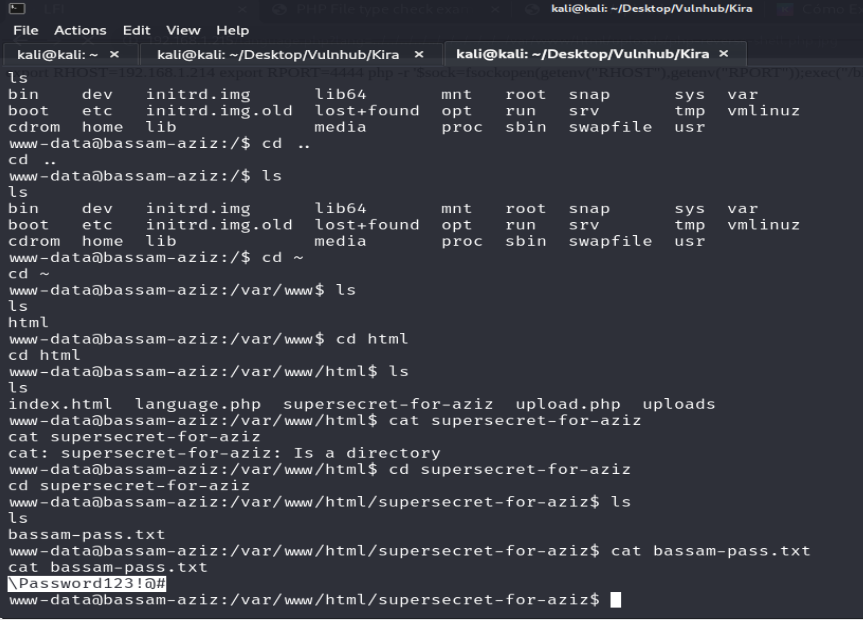 kali@kali: ~/Desktop/Vulnhub/Kira
File Actions Edit View Help
kali@kali: ~ × kali@kali: ~/Desktop/Vulnhub/Kira × kali@kali: ~/Desktop/Vulnhub/Kira ×
ls
bin dev initrd.img lib64 mnt root snap sys var
boot etc initrd.img.old lost+found opt run srv tmp vmlinuz
cdrom home lib media proc sbin swapfile usr
www-data@bassam-aziz:/$ cd ..
cd ..
www-data@bassam-aziz:/$ ls
ls
bin dev initrd.img lib64 mnt root snap sys var
boot etc initrd.img.old lost+found opt run srv tmp vmlinuz
cdrom home lib media proc sbin swapfile usr
www-data@bassam-aziz:/$ cd ~
cd ~
www-data@bassam-aziz:/var/www$ ls
ls
html
www-data@bassam-aziz:/var/www$ cd html
cd html
www-data@bassam-aziz:/var/www/html$ ls
ls
index.html language.php supersecret-for-aziz upload.php uploads
www-data@bassam-aziz:/var/www/html$ cat supersecret-for-aziz
cat supersecret-for-aziz
cat: supersecret-for-aziz: Is a directory
www-data@bassam-aziz:/var/www/html$ cd supersecret-for-aziz
cd supersecret-for-aziz
www-data@bassam-aziz:/var/www/html/supersecret-for-aziz$ ls
ls
bassam-pass.txt
www-data@bassam-aziz:/var/www/html/supersecret-for-aziz$ cat bassam-pass.txt
cat bassam-pass.txt
\Password123!@#
www-data@bassam-aziz:/var/www/html/supersecret-for-aziz$